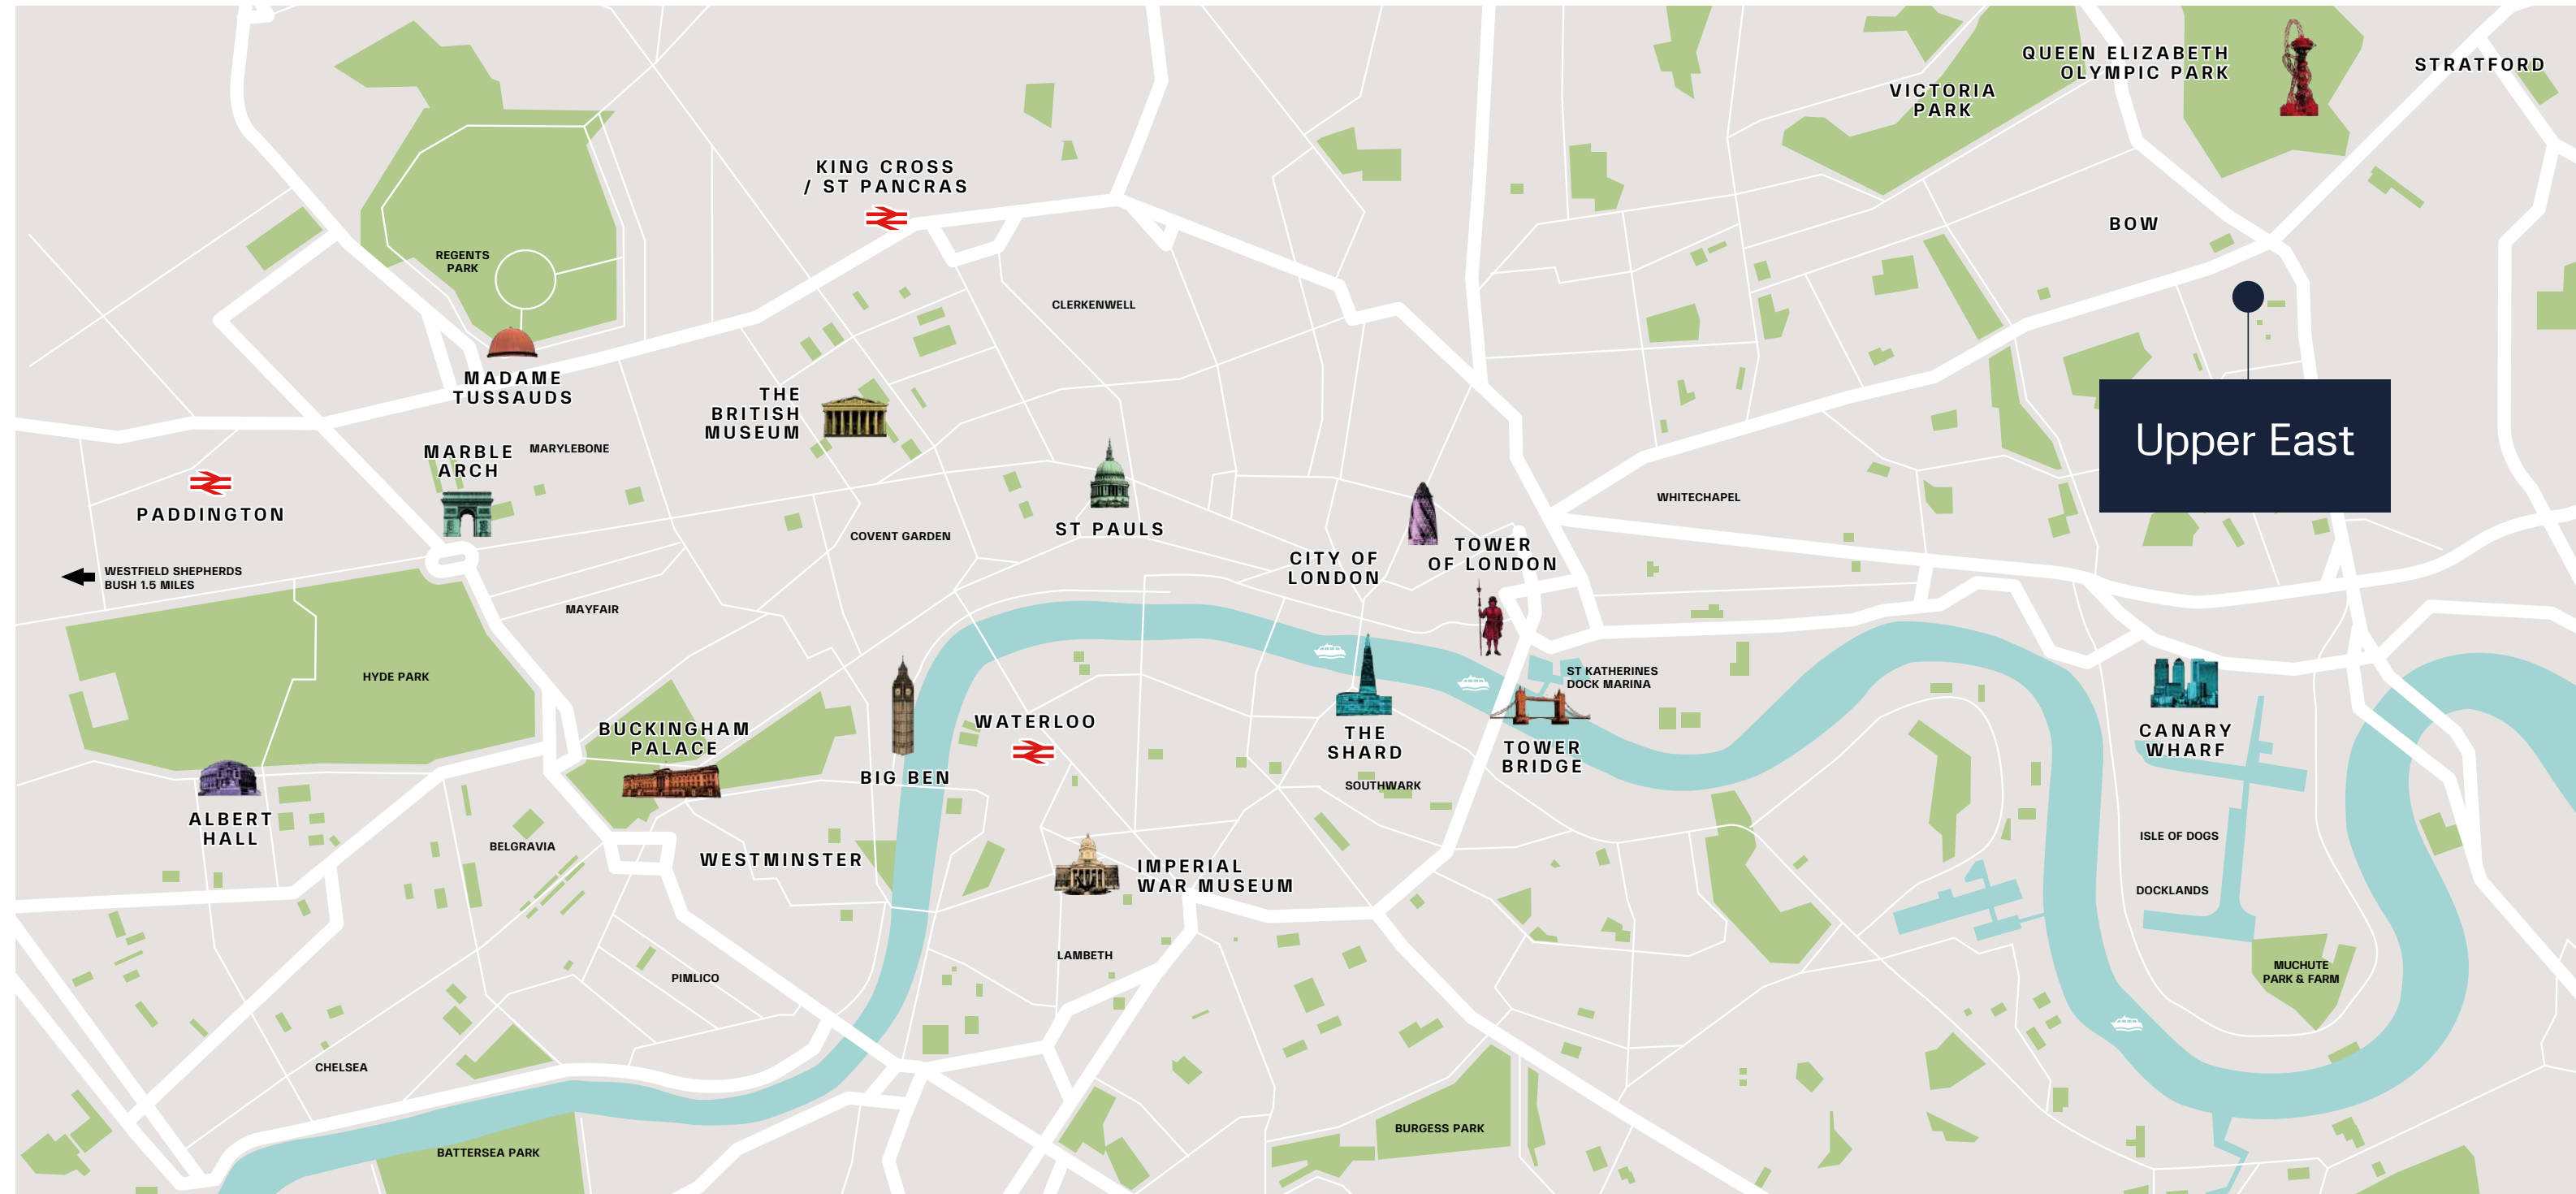 QUEEN ELIZABETH
OLYMPIC PARK
STRATFORD
VICTORIA
PARK
KING CROSS
/ ST PANCRAS
BOW
REGENTS
PARK
CLERKENWELL
MADAME
TUSSAUDS
THE
BRITISH
MUSEUM
Upper East
MARBLE
ARCH
MARYLEBONE
PADDINGTON
WHITECHAPEL
ST PAULS
COVENT GARDEN
TOWER
OF LONDON
CITY OF
LONDON
WESTFIELD SHEPHERDS
BUSH 1.5 MILES
MAYFAIR
HYDE PARK
ST KATHERINES
DOCK MARINA
BUCKINGHAM
PALACE
WATERLOO
BIG BEN
THE
SHARD
TOWER
BRIDGE
CANARY
WHARF
SOUTHWARK
ALBERT
HALL
BELGRAVIA
WESTMINSTER
IMPERIAL
WAR MUSEUM
ISLE OF DOGS
DOCKLANDS
LAMBETH
PIMLICO
MUCHUTE
PARK & FARM
CHELSEA
BURGESS PARK
BATTERSEA PARK